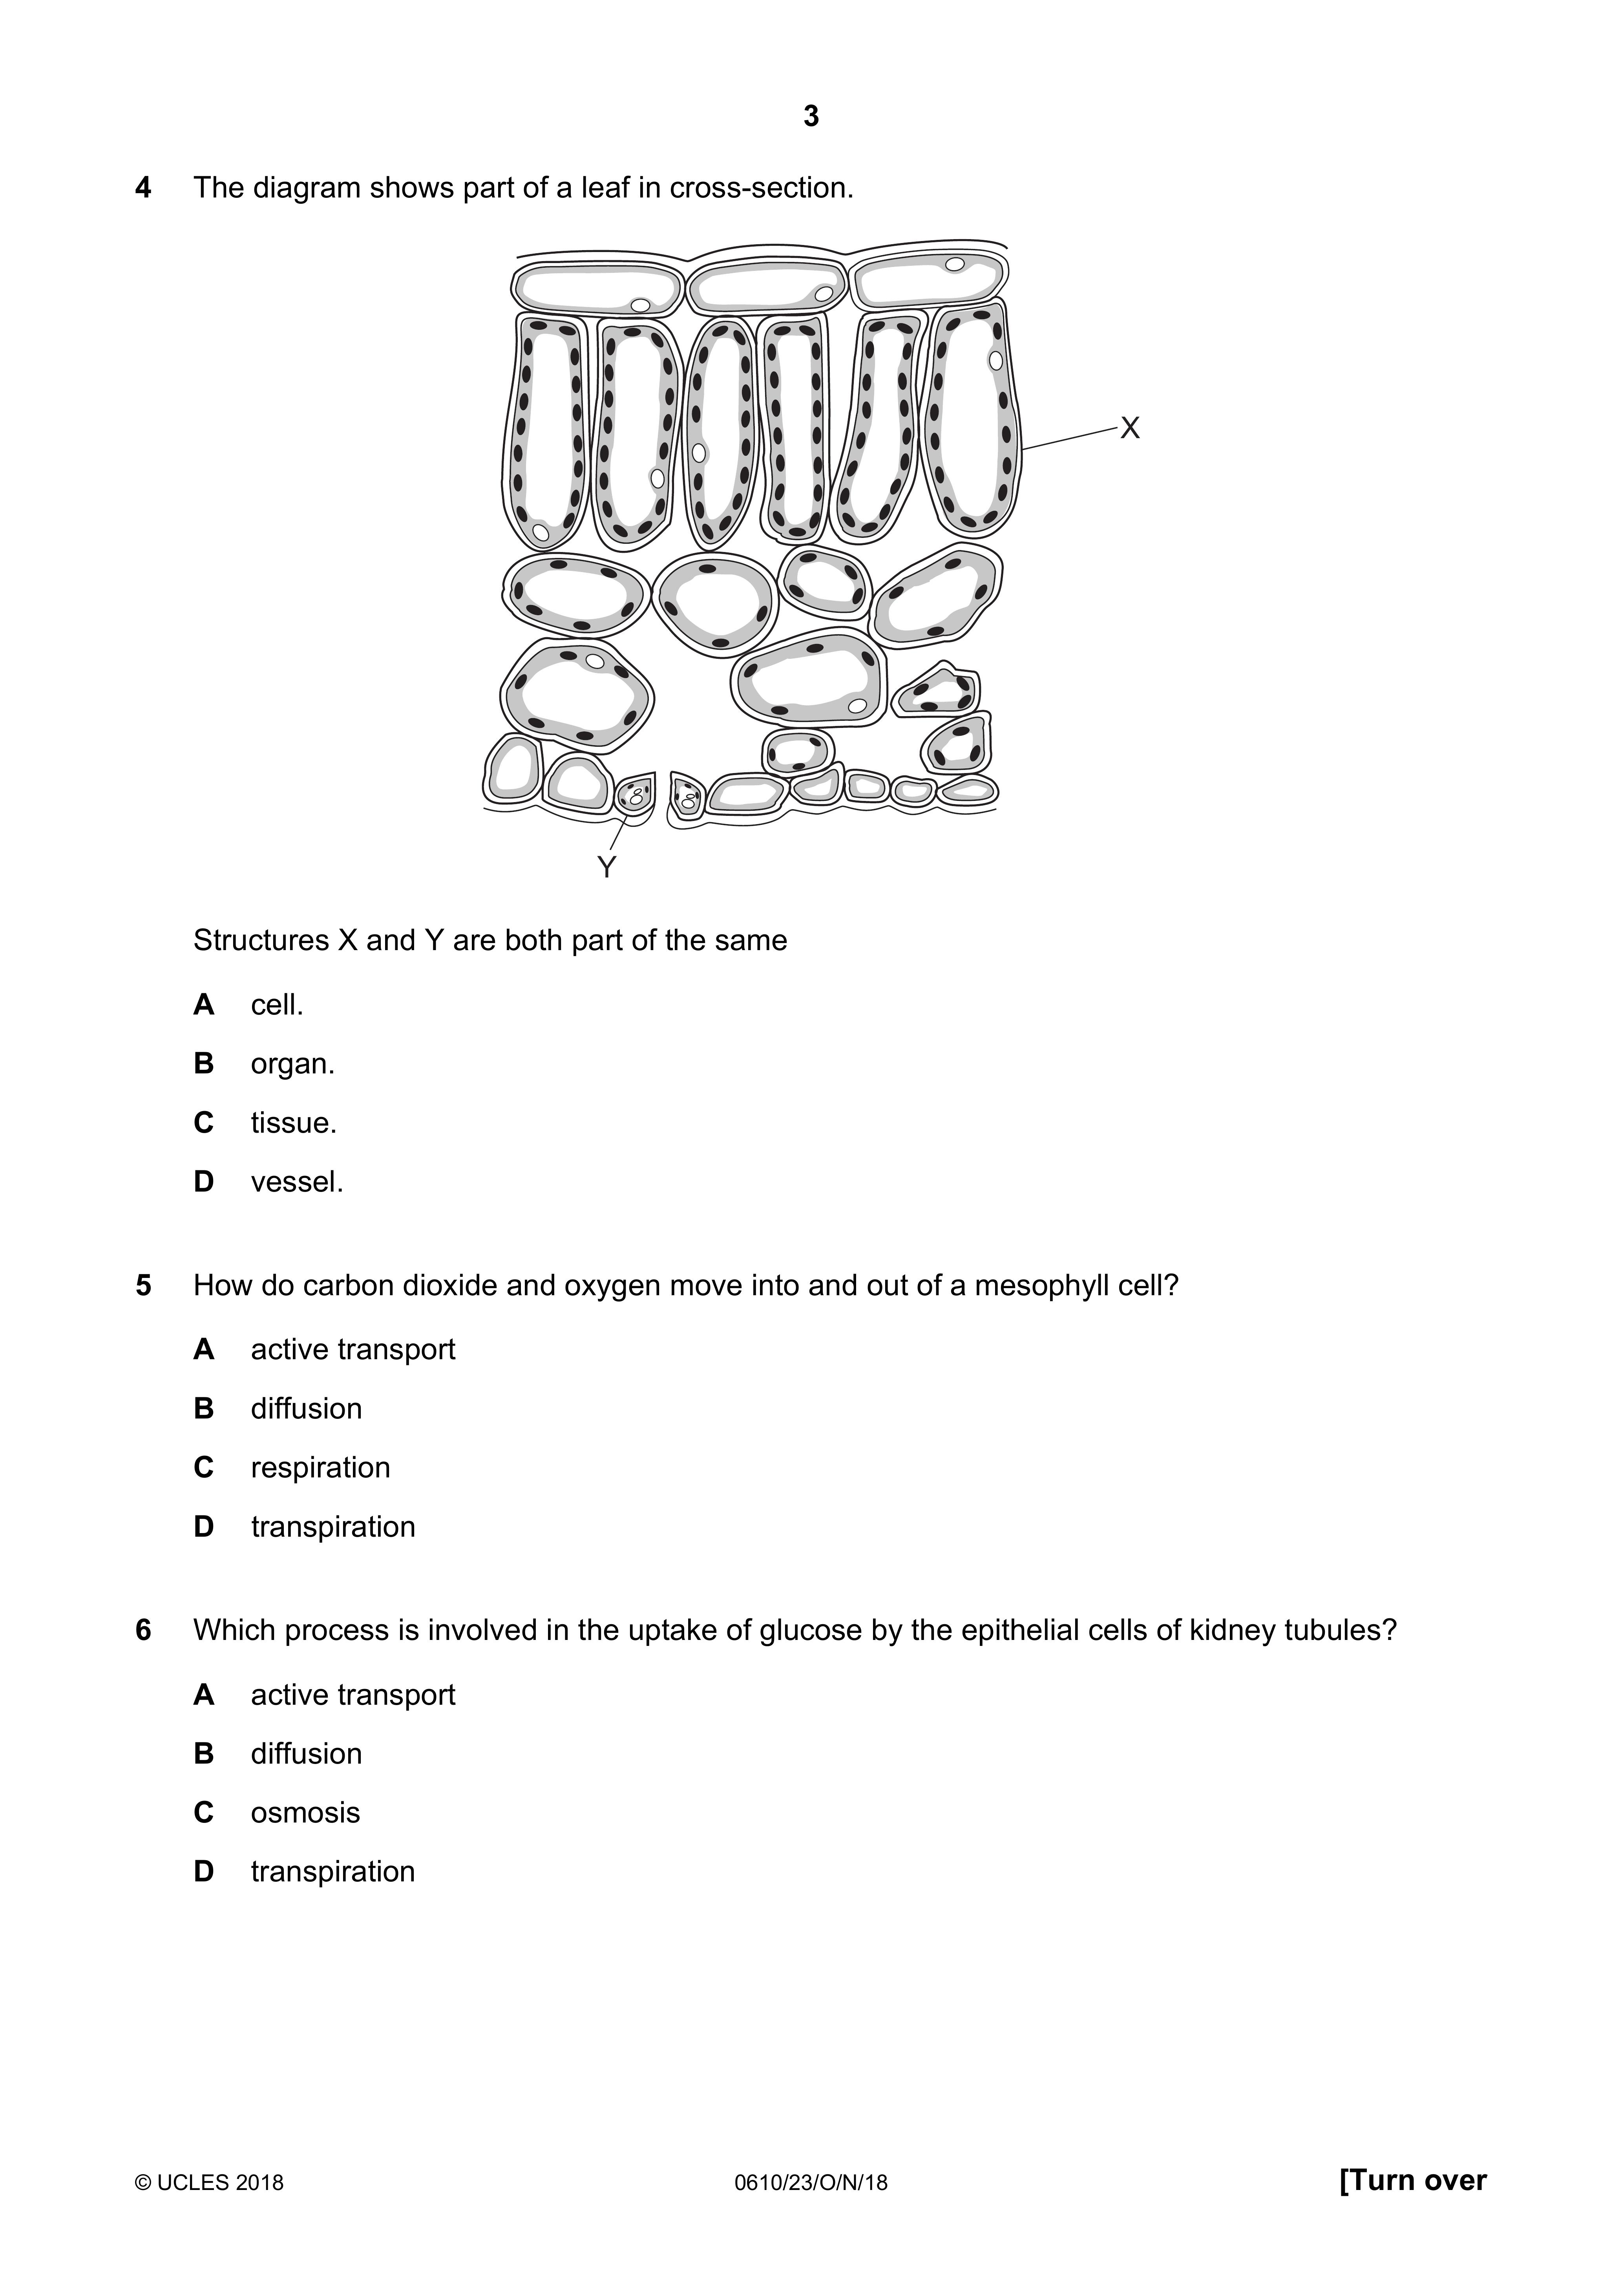 3
4 The diagram shows part of a leaf in cross-section.
X
Y
Structures X and Y are both part of the same
A cell.
B organ.
C tissue.
D vessel.
5 How do carbon dioxide and oxygen move into and out of a mesophyll cell?
A active transport
B diffusion
C respiration
D transpiration
6 Which process is involved in the uptake of glucose by the epithelial cells of kidney tubules?
A active transport
B diffusion
C osmosis
D transpiration
© UCLES 2018 0610/23/O/N/18 [Turn over